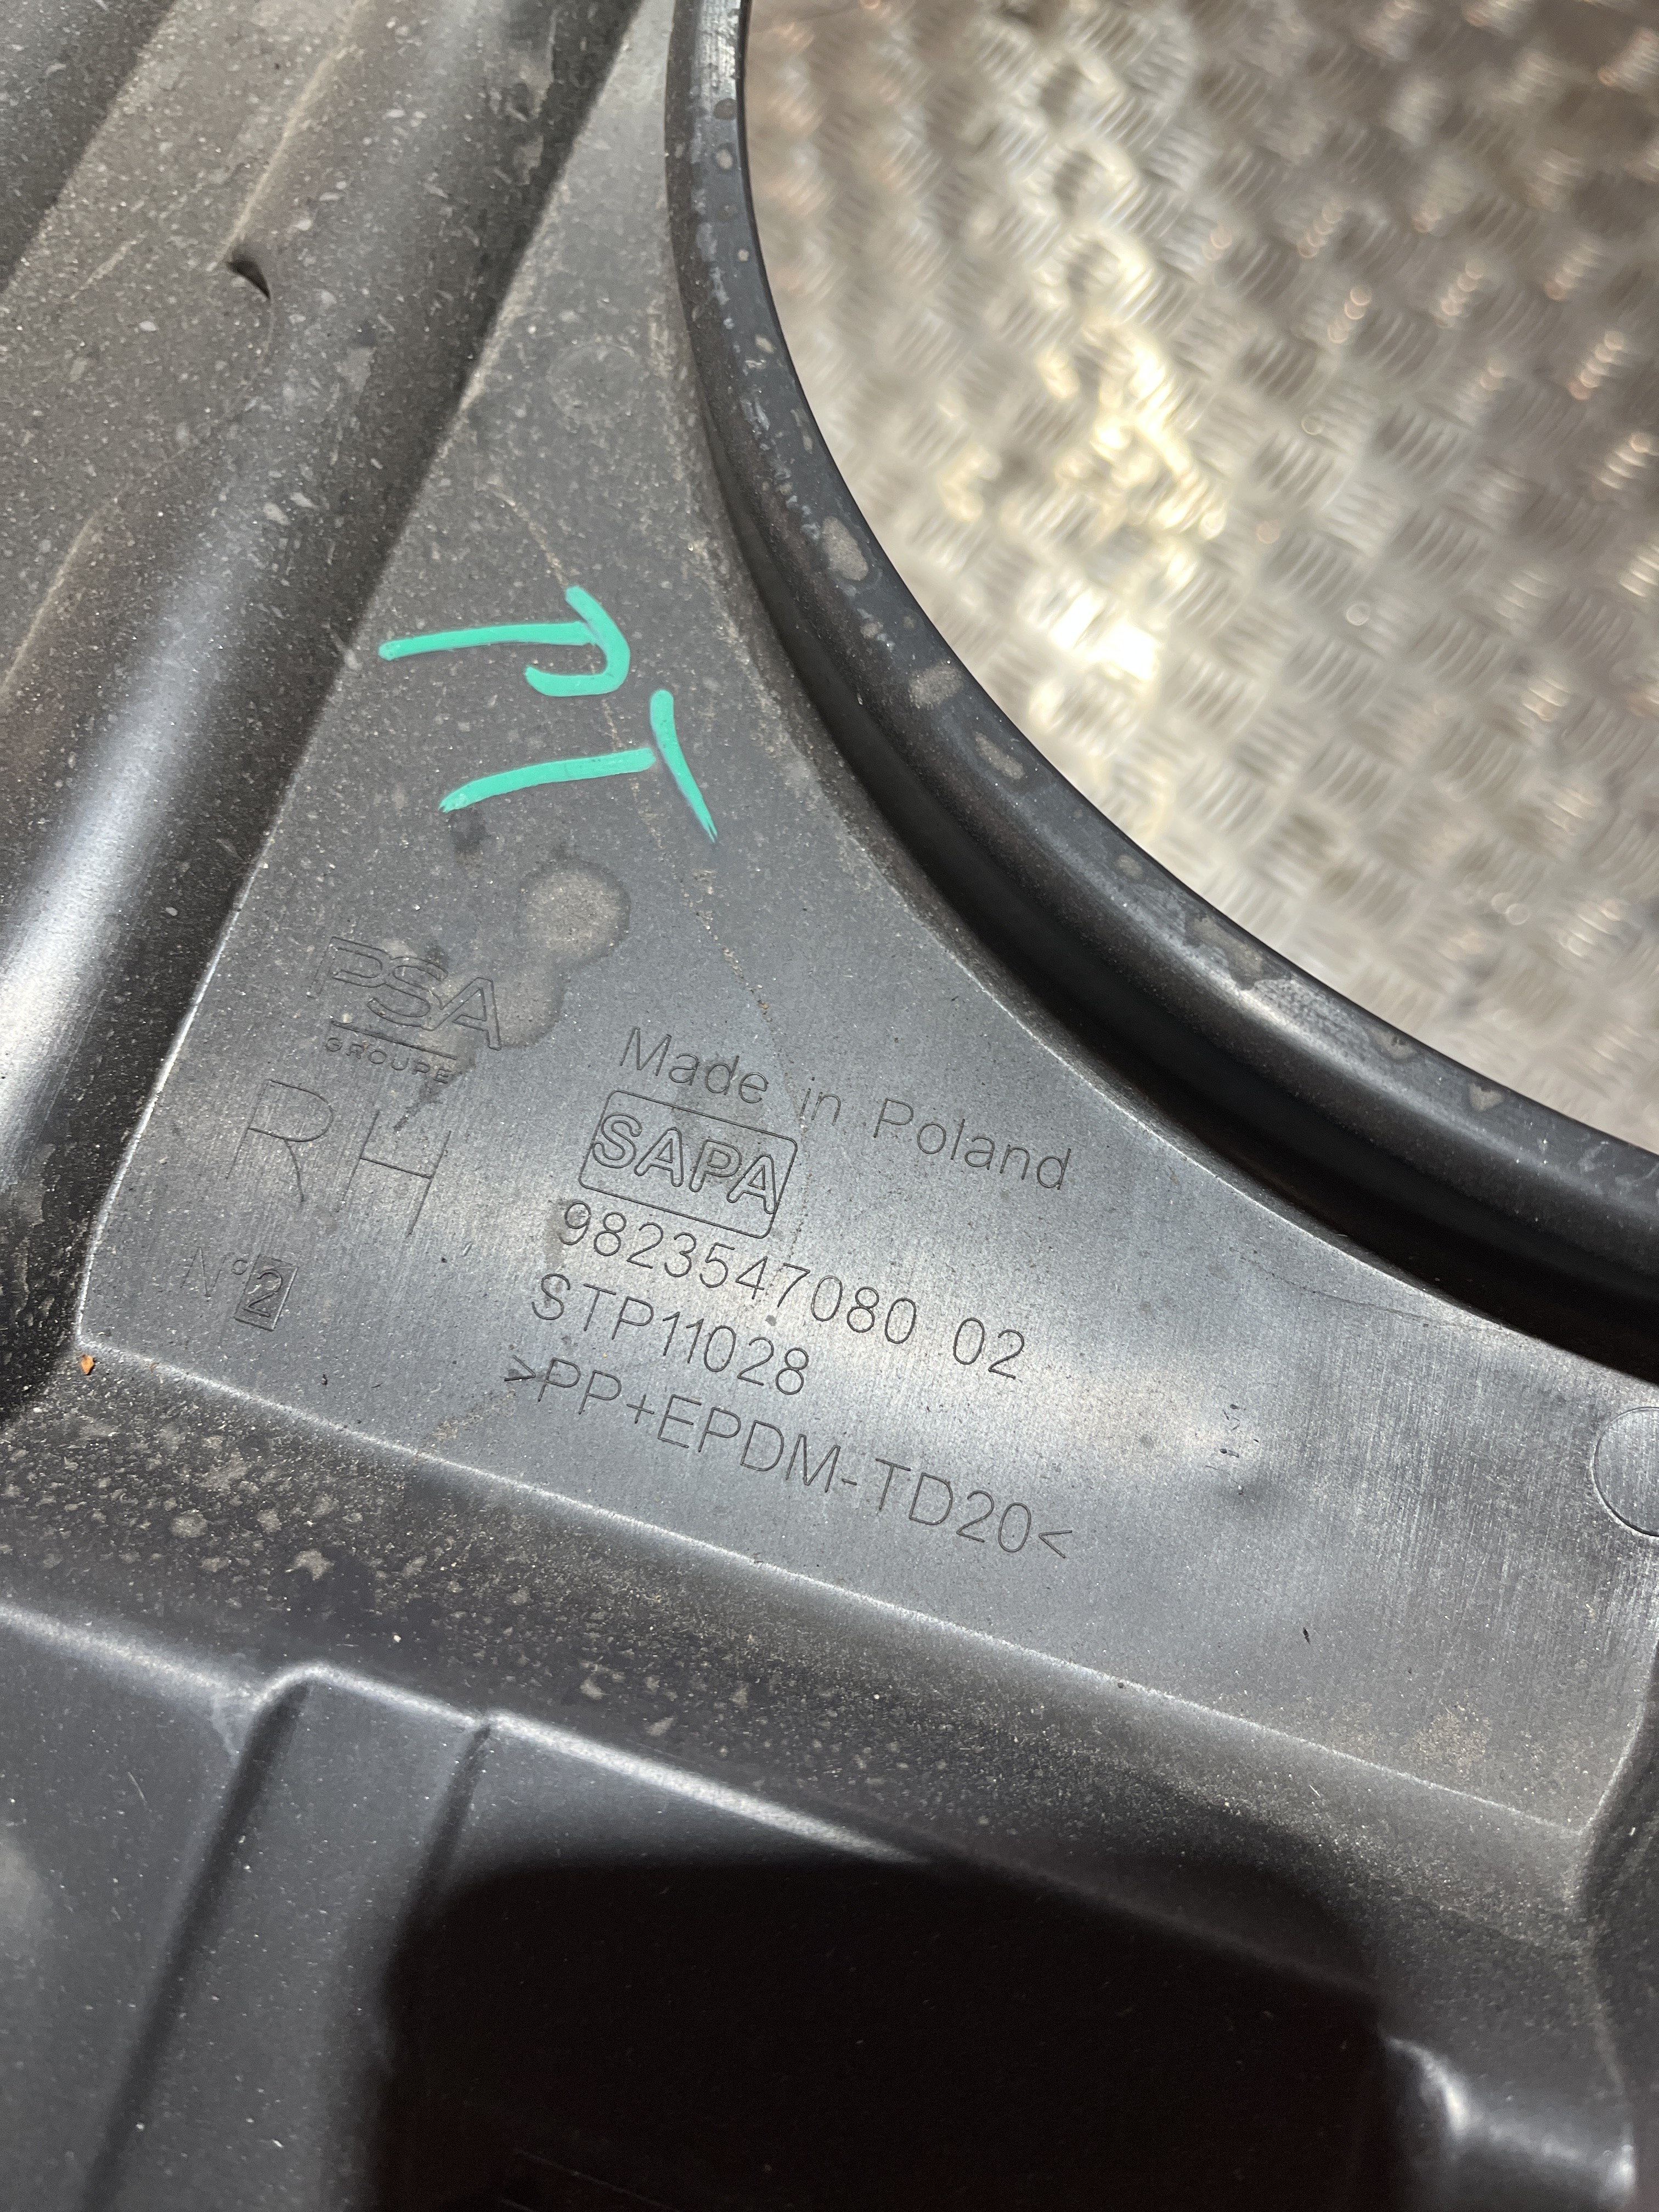 PSA
GROUPE
RH
N°2
Made in Poland
SAPA
9823547080 02
STP11028
>PP+EPDM-TD20<